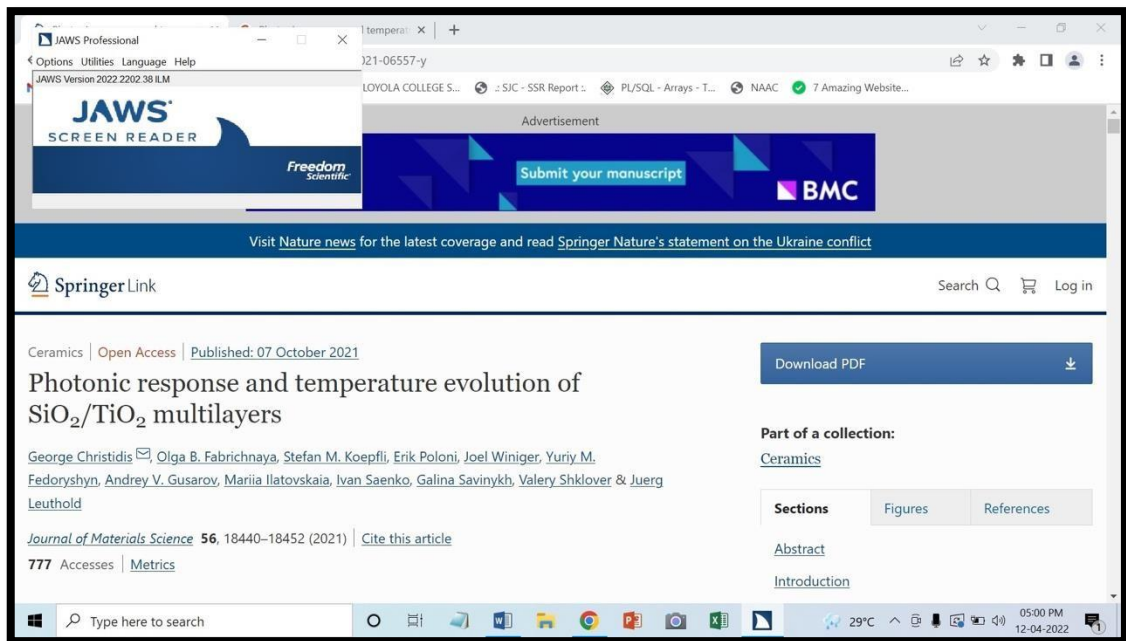 l temperat × +
JAWS Professional
Options Utilities Language Help
JAWS Version 2022.2202.38 ILM
JAWS
SCREEN READER
Freedom
Scientific
021-06557-y
LOYOLA COLLEGE S... .: SJC - SSR Report :. PL/SQL - Arrays - T... NAAC 7 Amazing Website...
Advertisement
Submit your manuscript
BMC
Visit Nature news for the latest coverage and read Springer Nature's statement on the Ukraine conflict
Springer Link
Search Log in
Ceramics | Open Access | Published: 07 October 2021
Photonic response and temperature evolution of
SiO₂/TiO₂ multilayers
George Christidis, Olga B. Fabrichnaya, Stefan M. Koepfli, Erik Poloni, Joel Winiger, Yuriy M.
Fedoryshyn, Andrey V. Gusarov, Mariia Ilatovskaia, Ivan Saenko, Galina Savinykh, Valery Shklover & Juerg
Leuthold
Journal of Materials Science 56, 18440–18452 (2021) | Cite this article
777 Accesses | Metrics
Download PDF
Part of a collection:
Ceramics
Sections Figures References
Abstract
Introduction
Type here to search
29°C
05:00 PM
12-04-2022
1